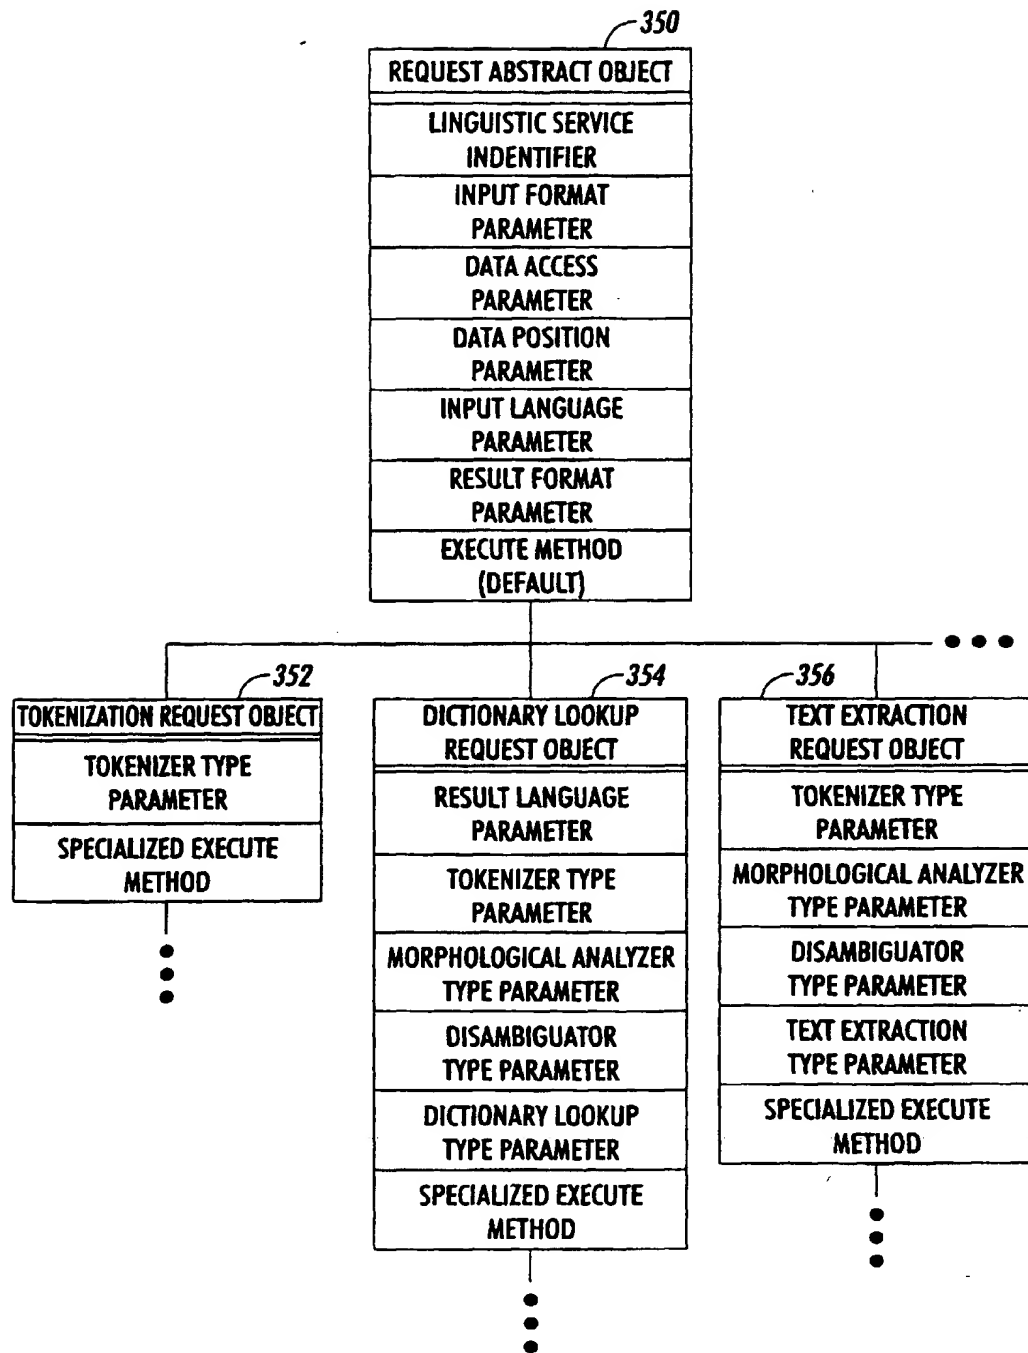 350
REQUEST ABSTRACT OBJECT
LINGUISTIC SERVICE
INDENTIFIER
INPUT FORMAT
PARAMETER
DATA ACCESS
PARAMETER
DATA POSITION
PARAMETER
INPUT LANGUAGE
PARAMETER
RESULT FORMAT
PARAMETER
EXECUTE METHOD
(DEFAULT)
352
TOKENIZATION REQUEST OBJECT
TOKENIZER TYPE
PARAMETER
SPECIALIZED EXECUTE
METHOD
354
DICTIONARY LOOKUP
REQUEST OBJECT
RESULT LANGUAGE
PARAMETER
TOKENIZER TYPE
PARAMETER
MORPHOLOGICAL ANALYZER
TYPE PARAMETER
DISAMBIGUATOR
TYPE PARAMETER
DICTIONARY LOOKUP
TYPE PARAMETER
SPECIALIZED EXECUTE
METHOD
356
TEXT EXTRACTION
REQUEST OBJECT
TOKENIZER TYPE
PARAMETER
MORPHOLOGICAL ANALYZER
TYPE PARAMETER
DISAMBIGUATOR
TYPE PARAMETER
TEXT EXTRACTION
TYPE PARAMETER
SPECIALIZED EXECUTE
METHOD